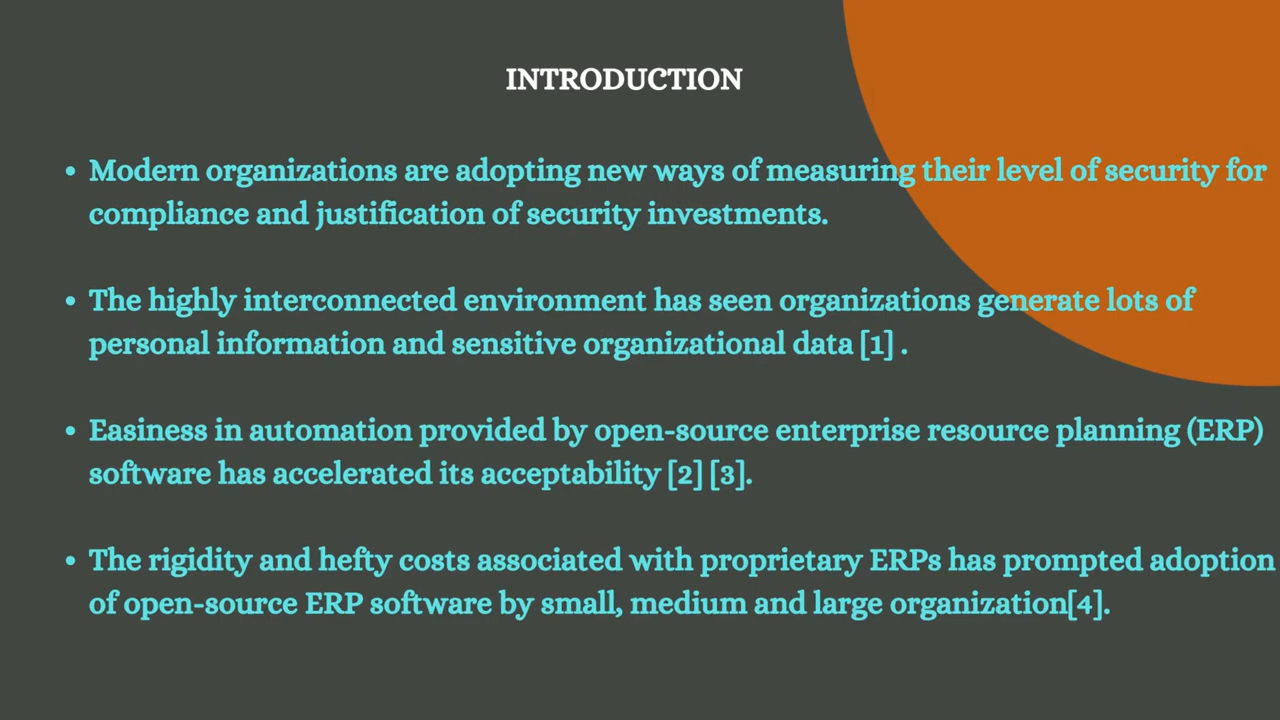 INTRODUCTION
• Modern organizations are adopting new ways of measuring their level of security for
compliance and justification of security investments.
• The highly interconnected environment has seen organizations generate lots of
personal information and sensitive organizational data [1] .
• Easiness in automation provided by open-source enterprise resource planning (ERP)
software has accelerated its acceptability [2] [3].
• The rigidity and hefty costs associated with proprietary ERPs has prompted adoption
of open-source ERP software by small, medium and large organization[4].